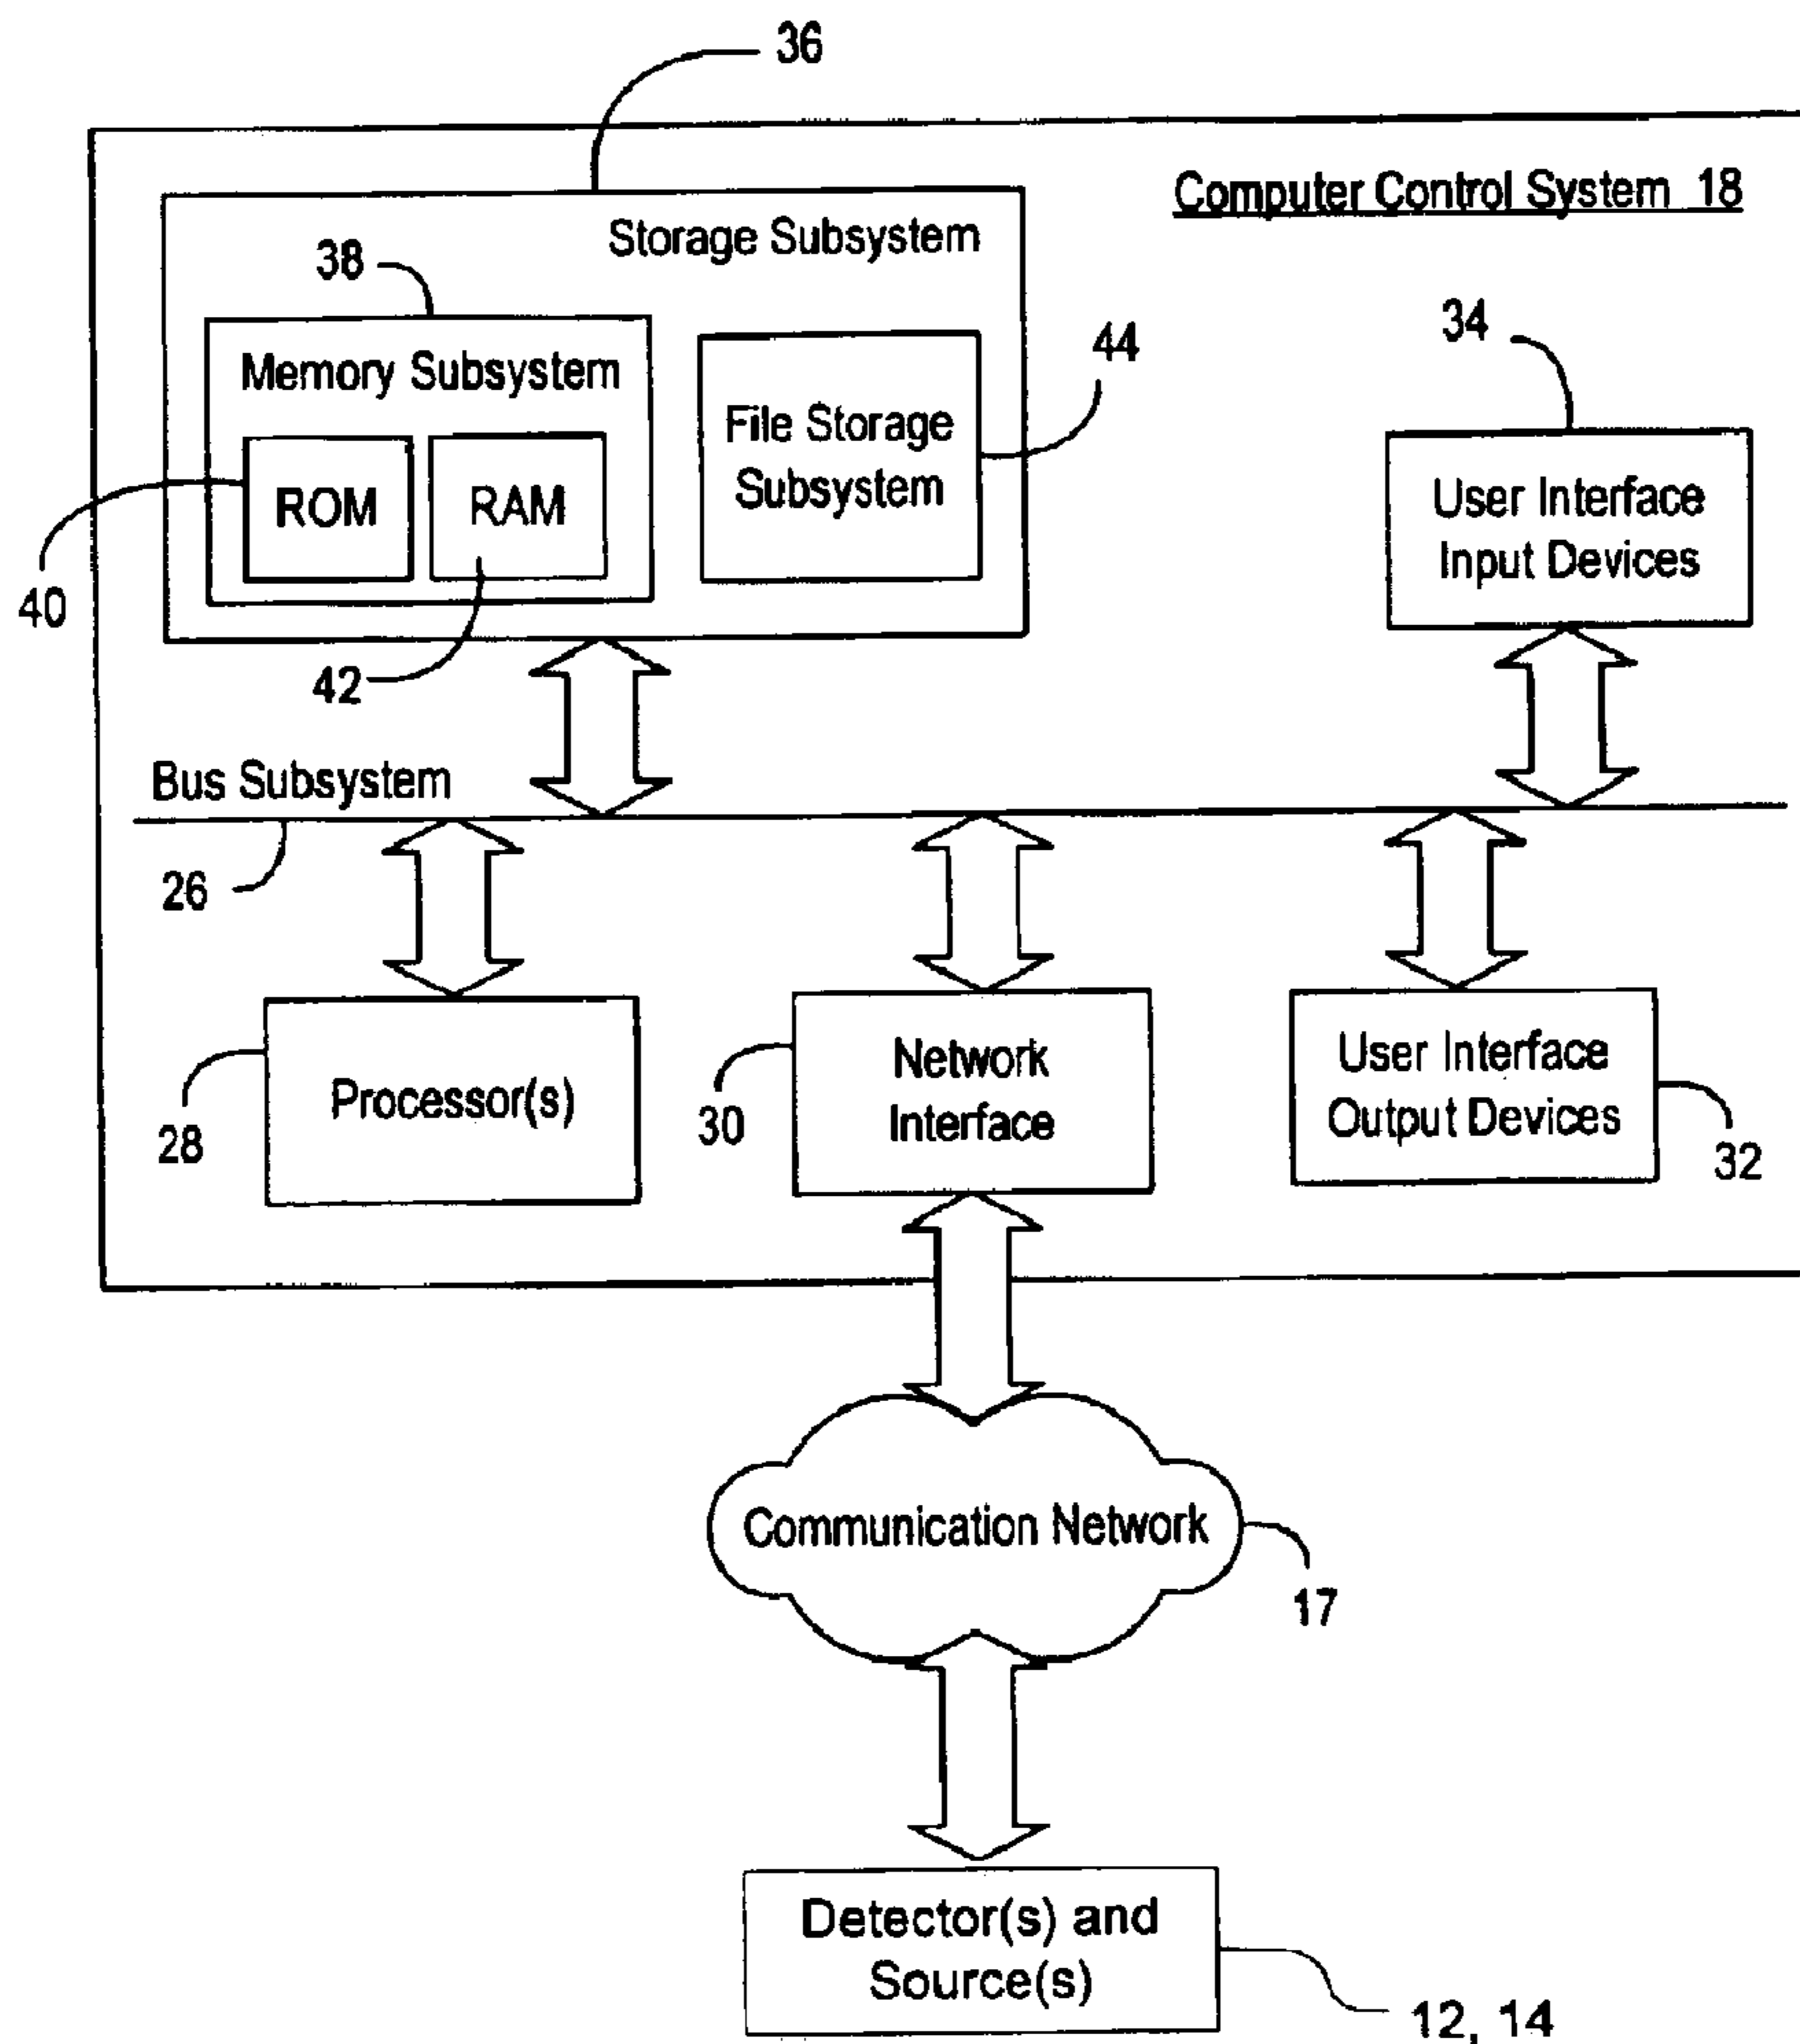 36
Computer Control System 18
Storage Subsystem
38
Memory Subsystem
34
44
File Storage
Subsystem
ROM
RAM
User Interface
Input Devices
40
42
Bus Subsystem
26
Processor(s)
28
Network
Interface
30
User Interface
Output Devices
32
Communication Network
17
Detector(s) and
Source(s)
12, 14